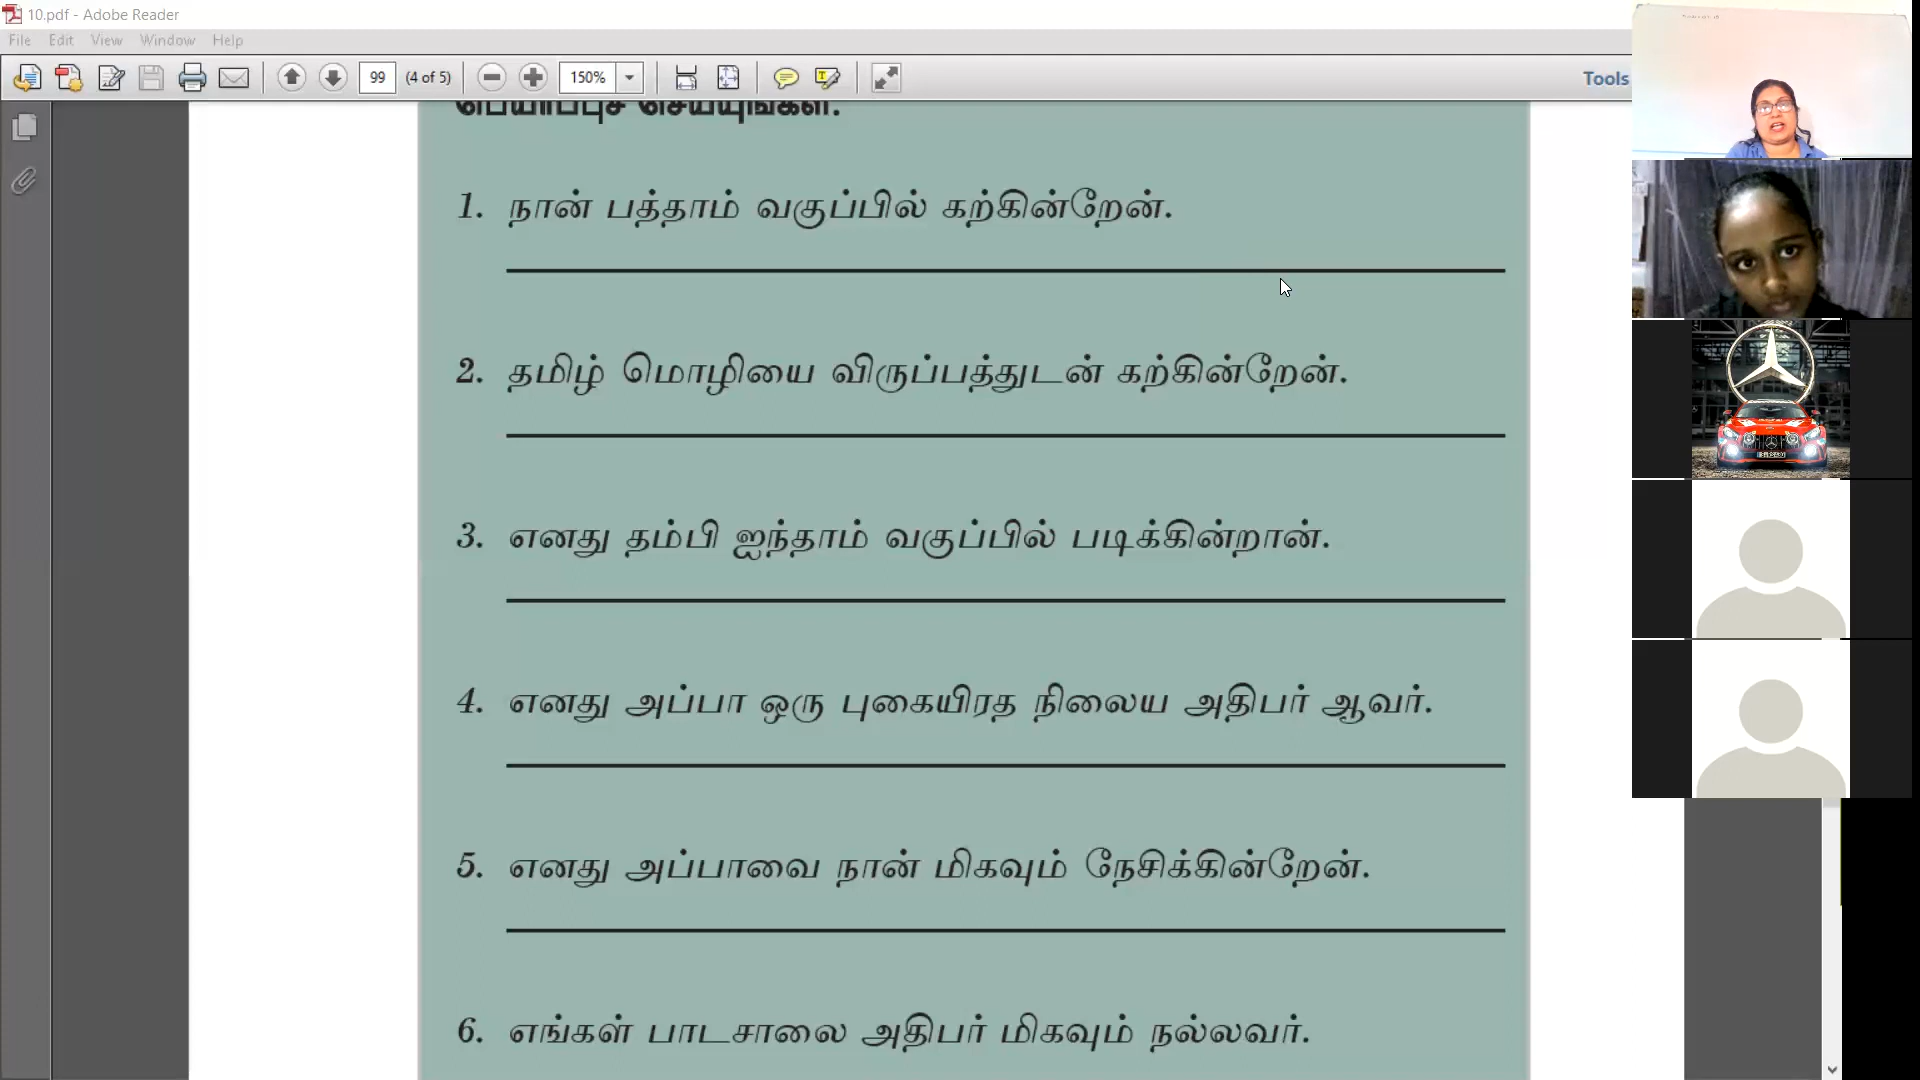 10.pdf - Adobe Reader
File Edit View Window Help
99 (4 of 5) 150% Tools
பெயர்ப்புச் செய்யுங்கள்.
1. நான் பத்தாம் வகுப்பில் கற்கின்றேன்.
2. தமிழ் மொழியை விருப்பத்துடன் கற்கின்றேன்.
3. எனது தம்பி ஐந்தாம் வகுப்பில் படிக்கின்றான்.
4. எனது அப்பா ஒரு புகையிரத நிலைய அதிபர் ஆவர்.
5. எனது அப்பாவை நான் மிகவும் நேசிக்கின்றேன்.
6. எங்கள் பாடசாலை அதிபர் மிகவும் நல்லவர்.